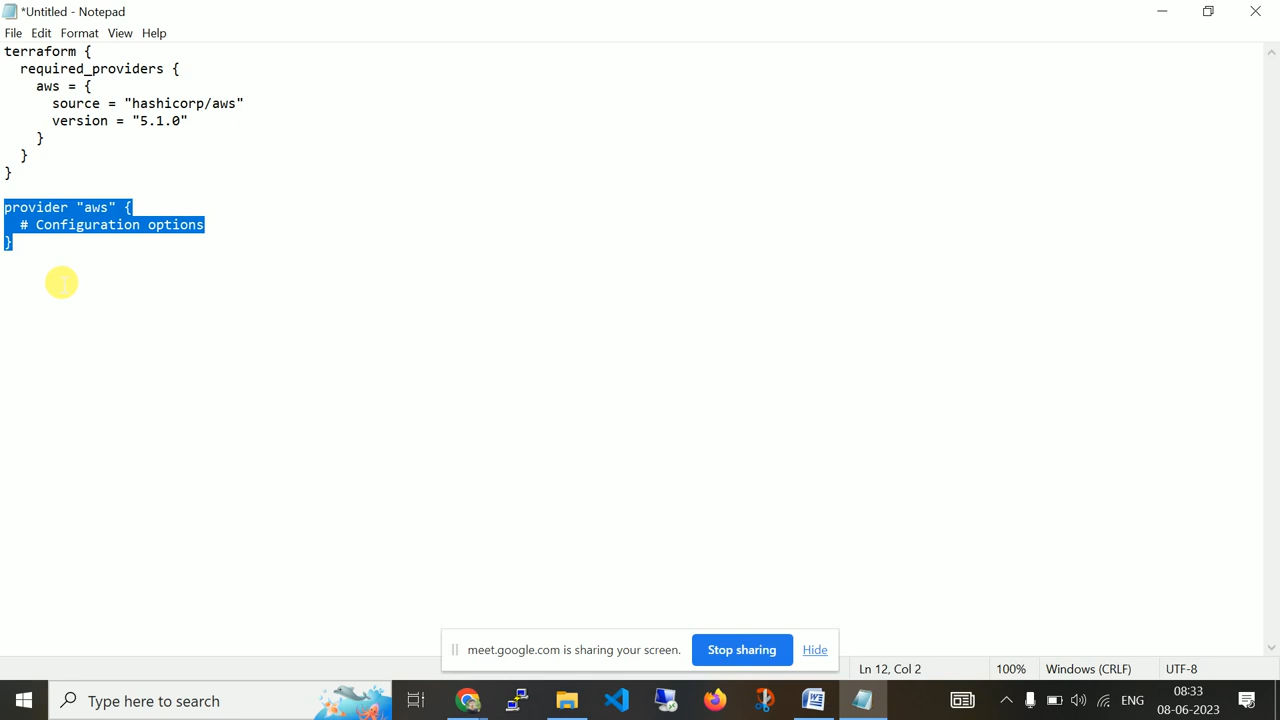 *Untitled - Notepad
File Edit Format View Help
terraform {
  required_providers {
    aws = {
      source = "hashicorp/aws"
      version = "5.1.0"
    }
  }
}

provider "aws" {
  # Configuration options
}
meet.google.com is sharing your screen. Stop sharing Hide
Ln 12, Col 2 100% Windows (CRLF) UTF-8
Type here to search
ENG
08:33
08-06-2023